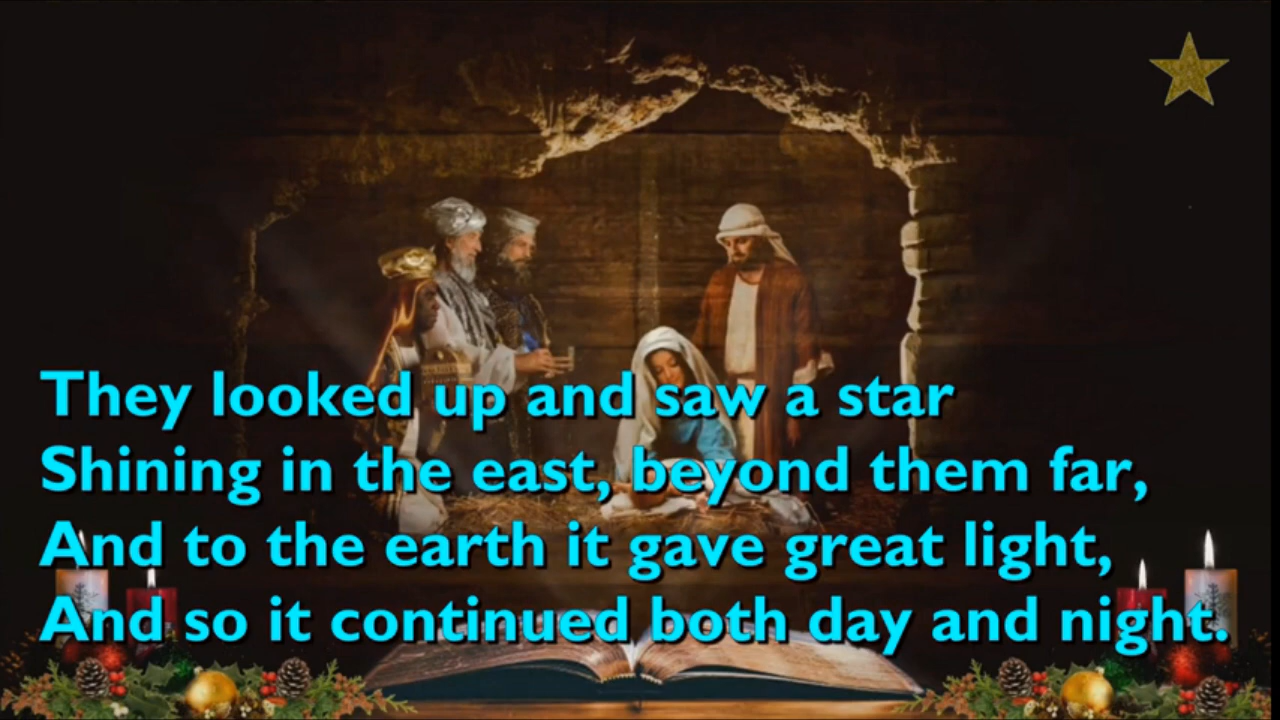 They looked up and saw a star
Shining in the east, beyond them far,
And to the earth it gave great light,
And so it continued both day and night.